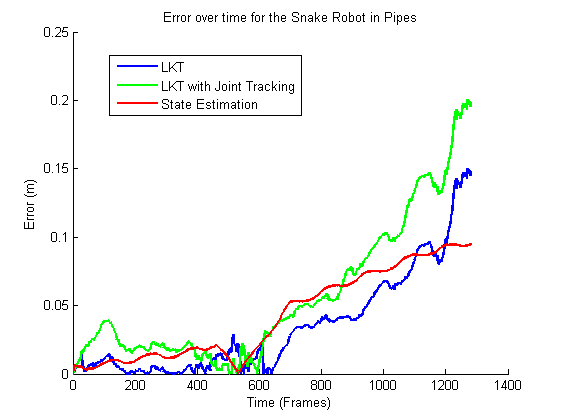 Error over time for the Snake Robot in Pipes
0.25
LKT
LKT with Joint Tracking
State Estimation
0.2
0.15
0.1
0.05
0
Error (m)
0 200 400 600 800 1000 1200 1400
Time (Frames)